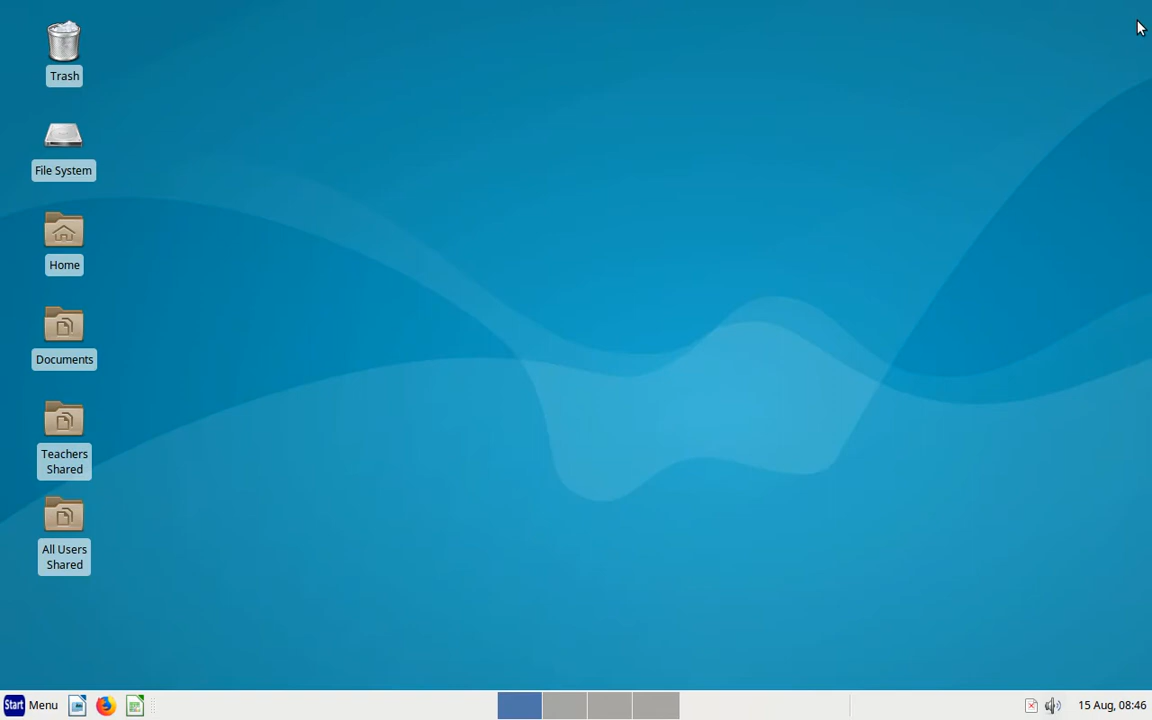 Trash
File System
Home
Documents
Teachers
Shared
All Users
Shared
Start Menu
15 Aug, 08:46